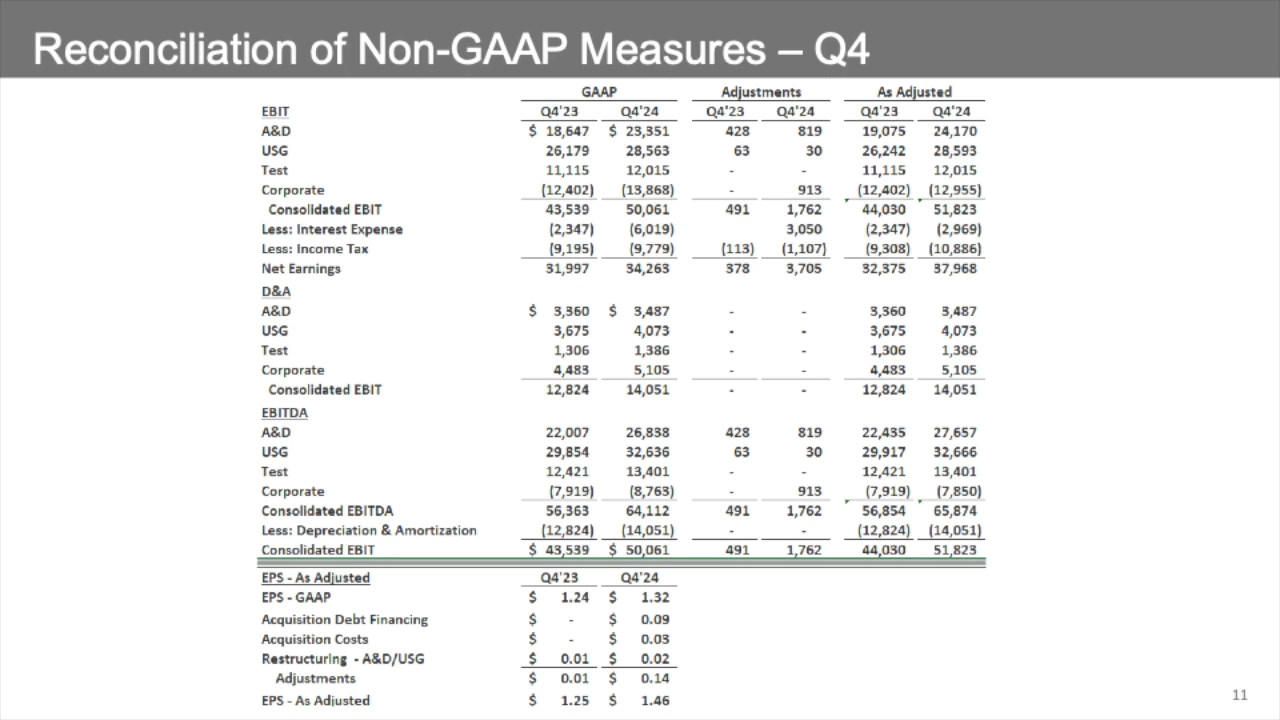 Reconciliation of Non-GAAP Measures – Q4
GAAP Adjustments As Adjusted
EBIT Q4'23 Q4'24 Q4'23 Q4'24 Q4'23 Q4'24
A&D $ 18,647 $ 23,351 428 819 19,075 24,170
USG 26,179 28,563 63 30 26,242 28,593
Test 11,115 12,015 - - 11,115 12,015
Corporate (12,402) (13,868) - 913 (12,402) (12,955)
Consolidated EBIT 43,539 50,061 491 1,762 44,030 51,823
Less: Interest Expense (2,347) (6,019) 3,050 (2,347) (2,969)
Less: Income Tax (9,195) (9,779) (113) (1,107) (9,308) (10,886)
Net Earnings 31,997 34,263 378 3,705 32,375 37,968
D&A
A&D $ 3,360 $ 3,487 - - 3,360 3,487
USG 3,675 4,073 - - 3,675 4,073
Test 1,306 1,386 - - 1,306 1,386
Corporate 4,483 5,105 - - 4,483 5,105
Consolidated EBIT 12,824 14,051 - - 12,824 14,051
EBITDA
A&D 22,007 26,838 428 819 22,435 27,657
USG 29,854 32,636 63 30 29,917 32,666
Test 12,421 13,401 - - 12,421 13,401
Corporate (7,919) (8,763) - 913 (7,919) (7,850)
Consolidated EBITDA 56,363 64,112 491 1,762 56,854 65,874
Less: Depreciation & Amortization (12,824) (14,051) - - (12,824) (14,051)
Consolidated EBIT $ 43,539 $ 50,061 491 1,762 44,030 51,823
EPS - As Adjusted Q4'23 Q4'24
EPS - GAAP $ 1.24 $ 1.32
Acquisition Debt Financing $ - $ 0.09
Acquisition Costs $ - $ 0.03
Restructuring - A&D/USG $ 0.01 $ 0.02
Adjustments $ 0.01 $ 0.14
EPS - As Adjusted $ 1.25 $ 1.46
11